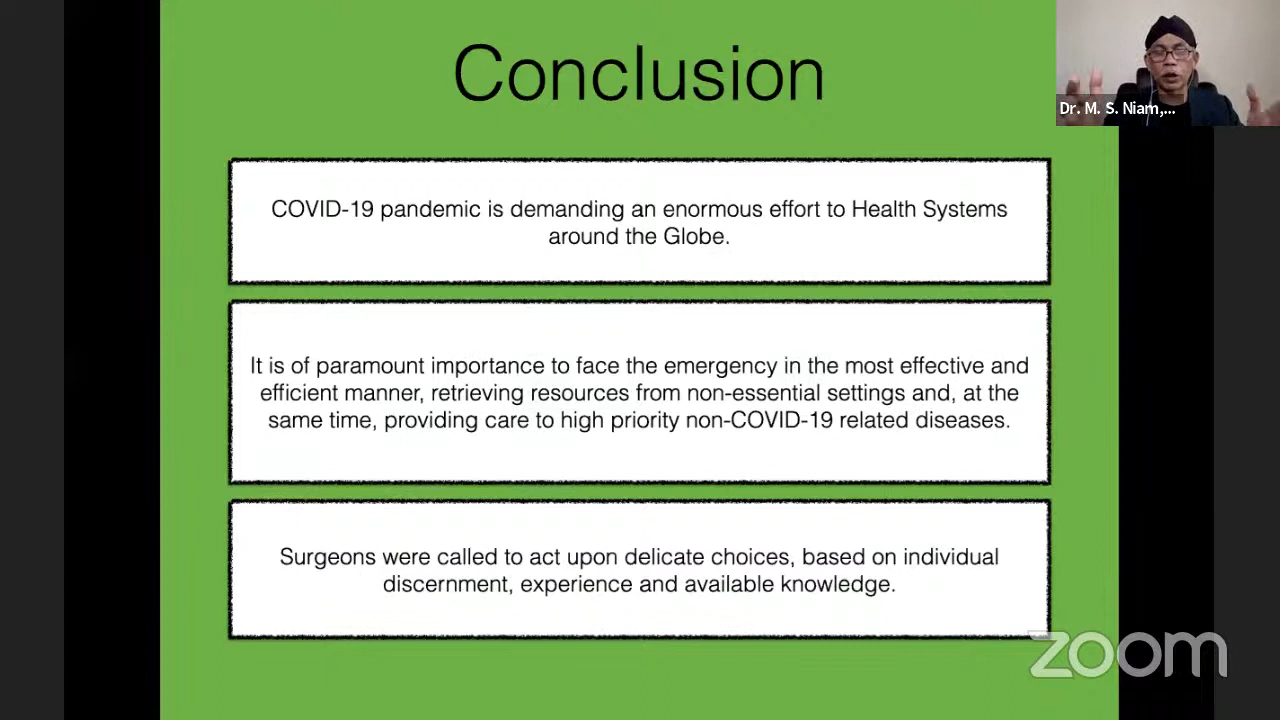 Conclusion
Dr. M. S. Niam,...
COVID-19 pandemic is demanding an enormous effort to Health Systems
around the Globe.
It is of paramount importance to face the emergency in the most effective and
efficient manner, retrieving resources from non-essential settings and, at the
same time, providing care to high priority non-COVID-19 related diseases.
Surgeons were called to act upon delicate choices, based on individual
discernment, experience and available knowledge.
zoom